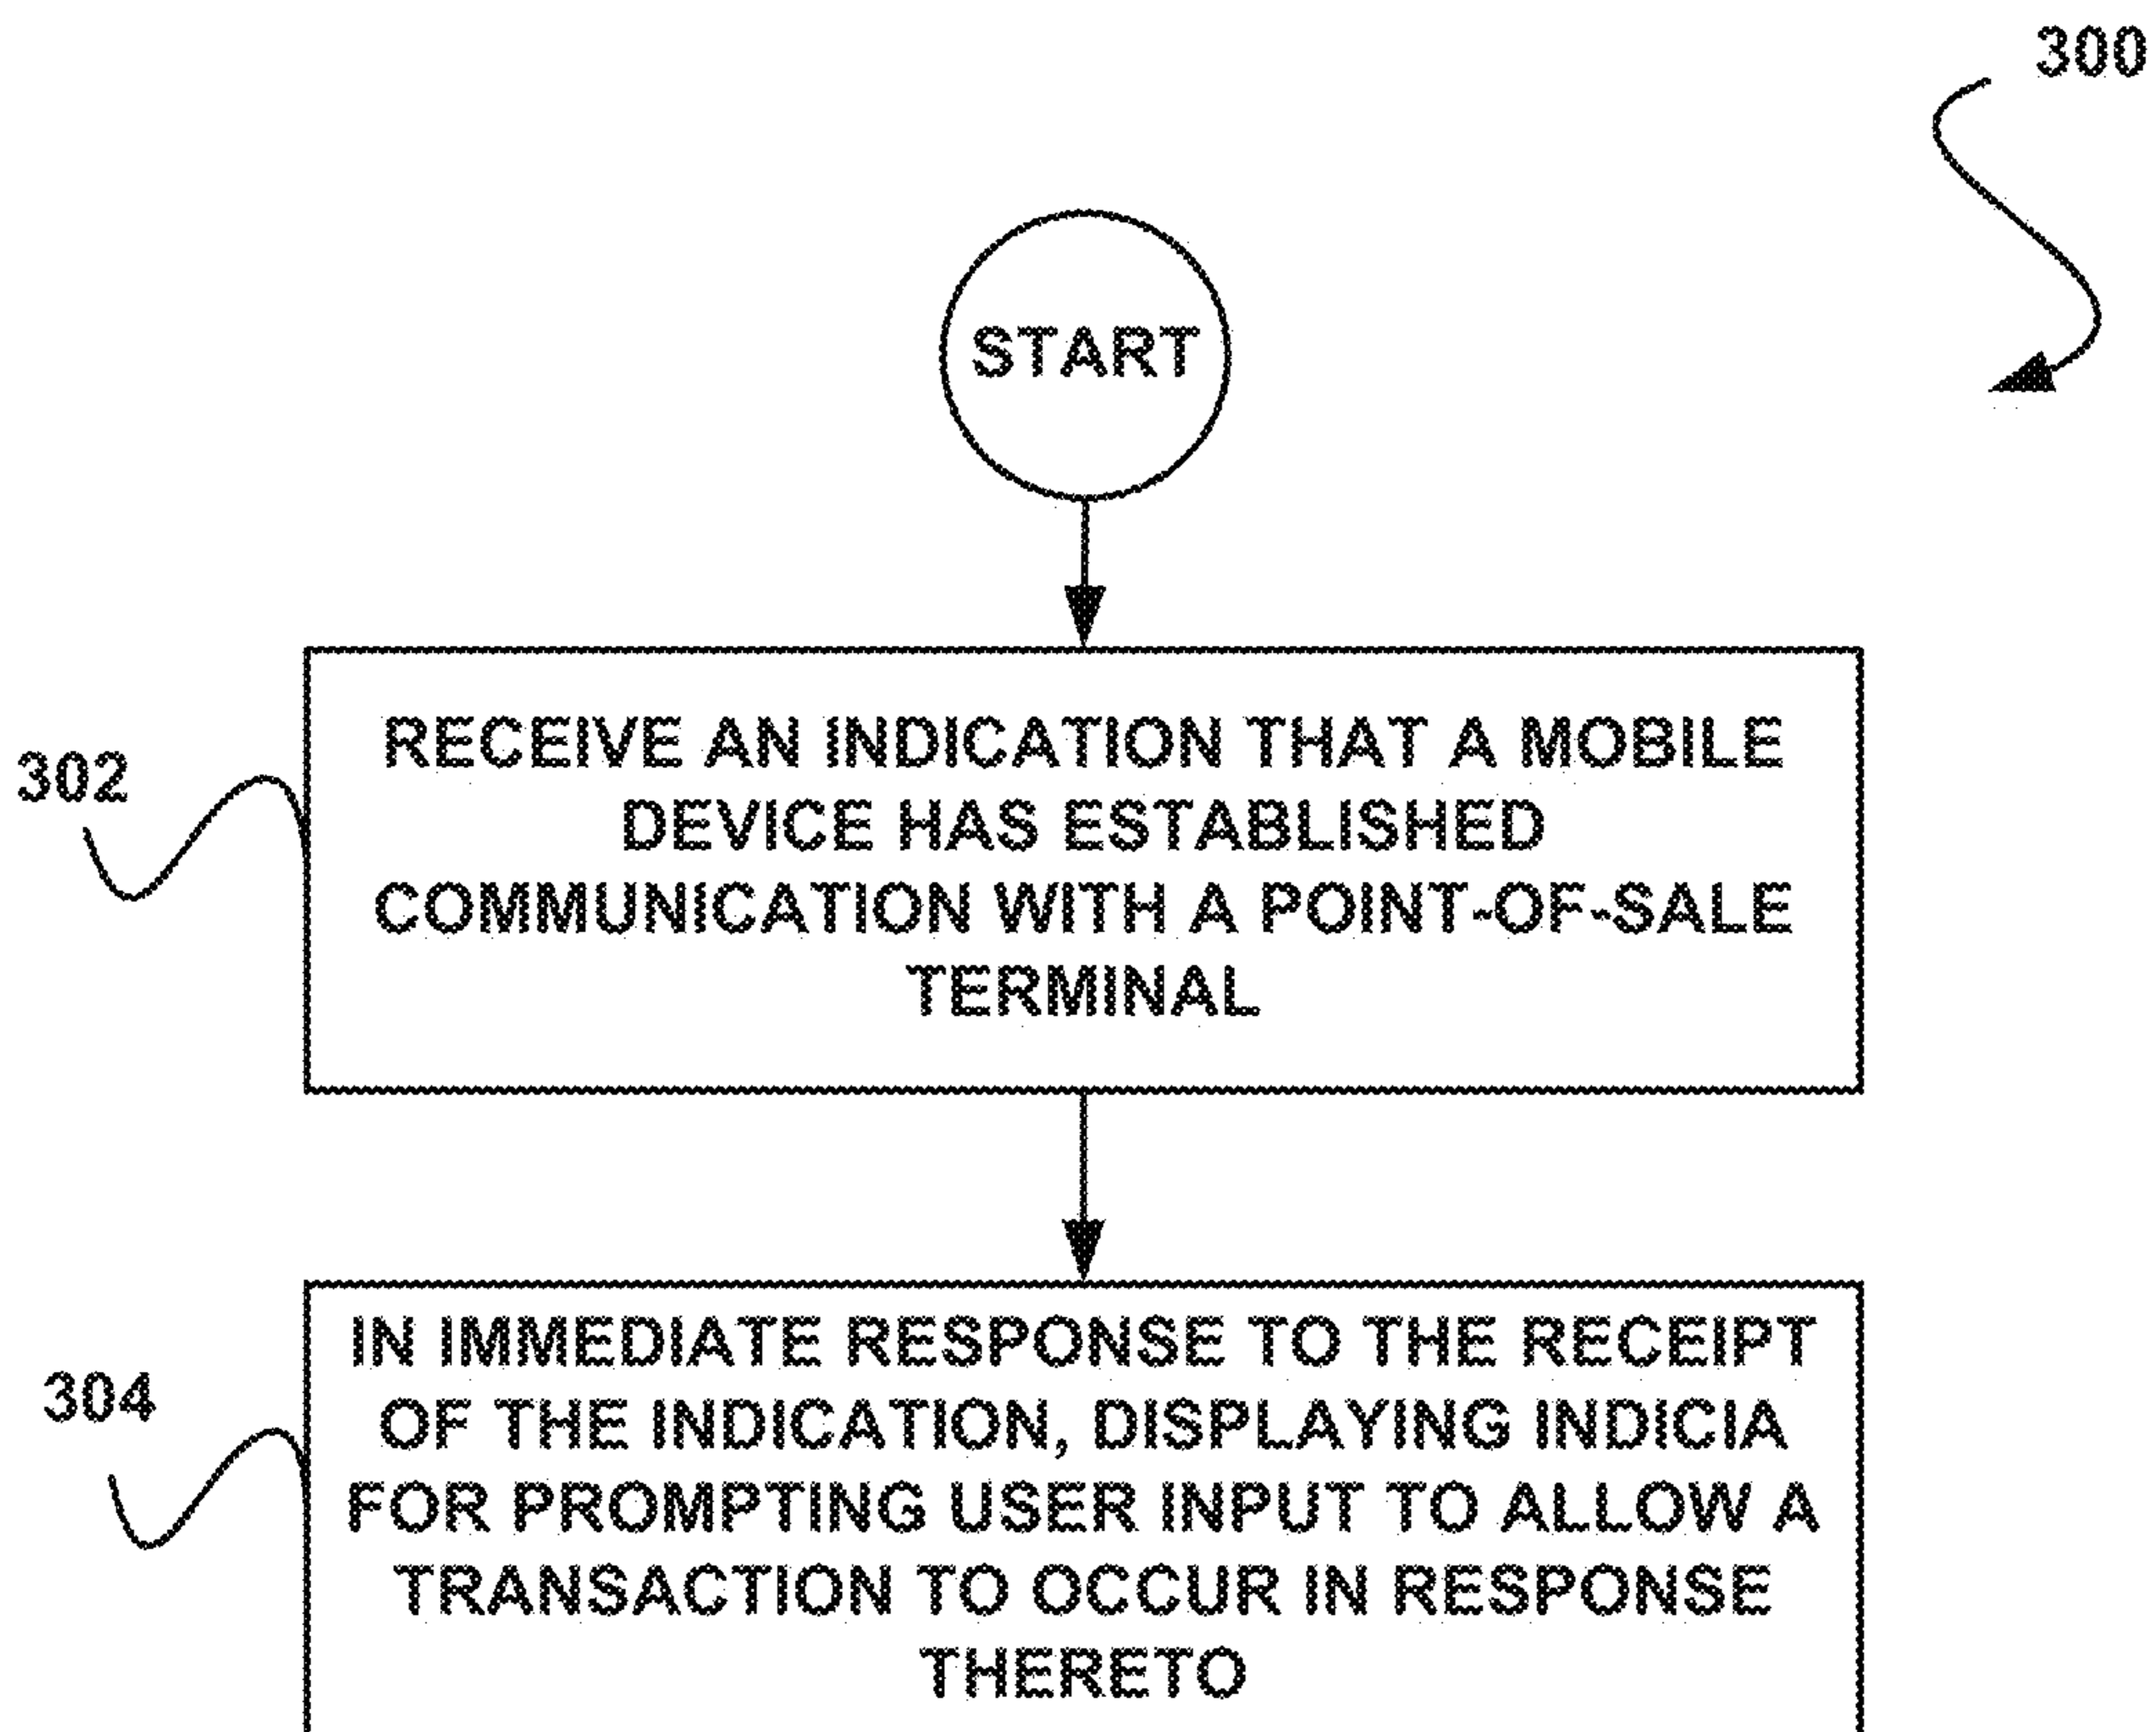 300
START
302
RECEIVE AN INDICATION THAT A MOBILE
DEVICE HAS ESTABLISHED
COMMUNICATION WITH A POINT-OF-SALE
TERMINAL
304
IN IMMEDIATE RESPONSE TO THE RECEIPT
OF THE INDICATION, DISPLAYING INDICIA
FOR PROMPTING USER INPUT TO ALLOW A
TRANSACTION TO OCCUR IN RESPONSE
THERETO